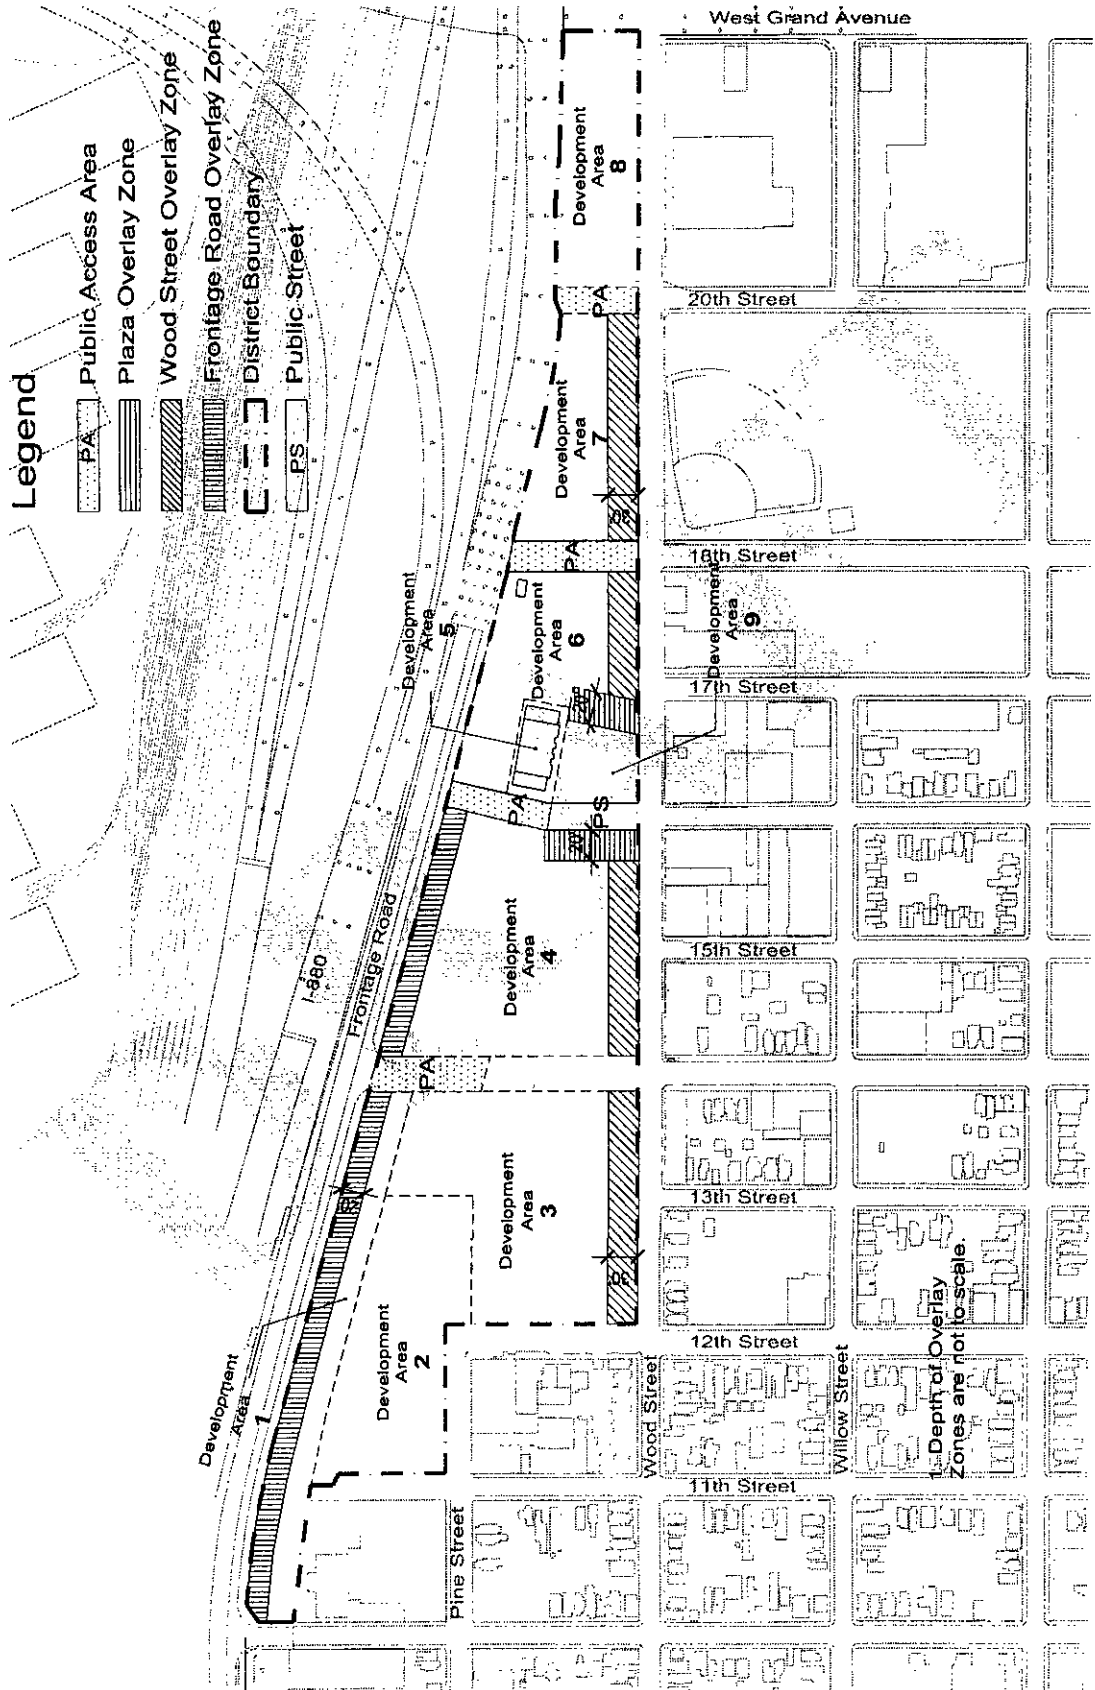 West Grand Avenue
Legend
PA
Public Access Area
Plaza Overlay Zone
Wood Street Overlay Zone
Frontage Road Overlay Zone
District Boundary
PS
Public Street
Development
Area
8
20th Street
PA
Development
Area
7
18th Street
PA
Development
Area
5
Development
Area
6
Development
Area
9
17th Street
PA
PS
20'
I-880
Frontage Road
Development
Area
4
15th Street
PA
Development
Area
3
13th Street
Development
Area
2
12th Street
Development
Area
1
Wood Street
Willow Street
1. Depth of Overlay
Zones are not to scale.
11th Street
Pine Street